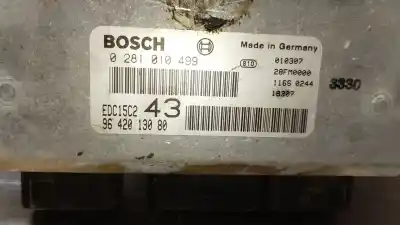 BOSCH Made in Germany
0 281 010 499 010307
28FM0000
1165 0244
18307
3330
EDC15C2 43
96 420 130 80